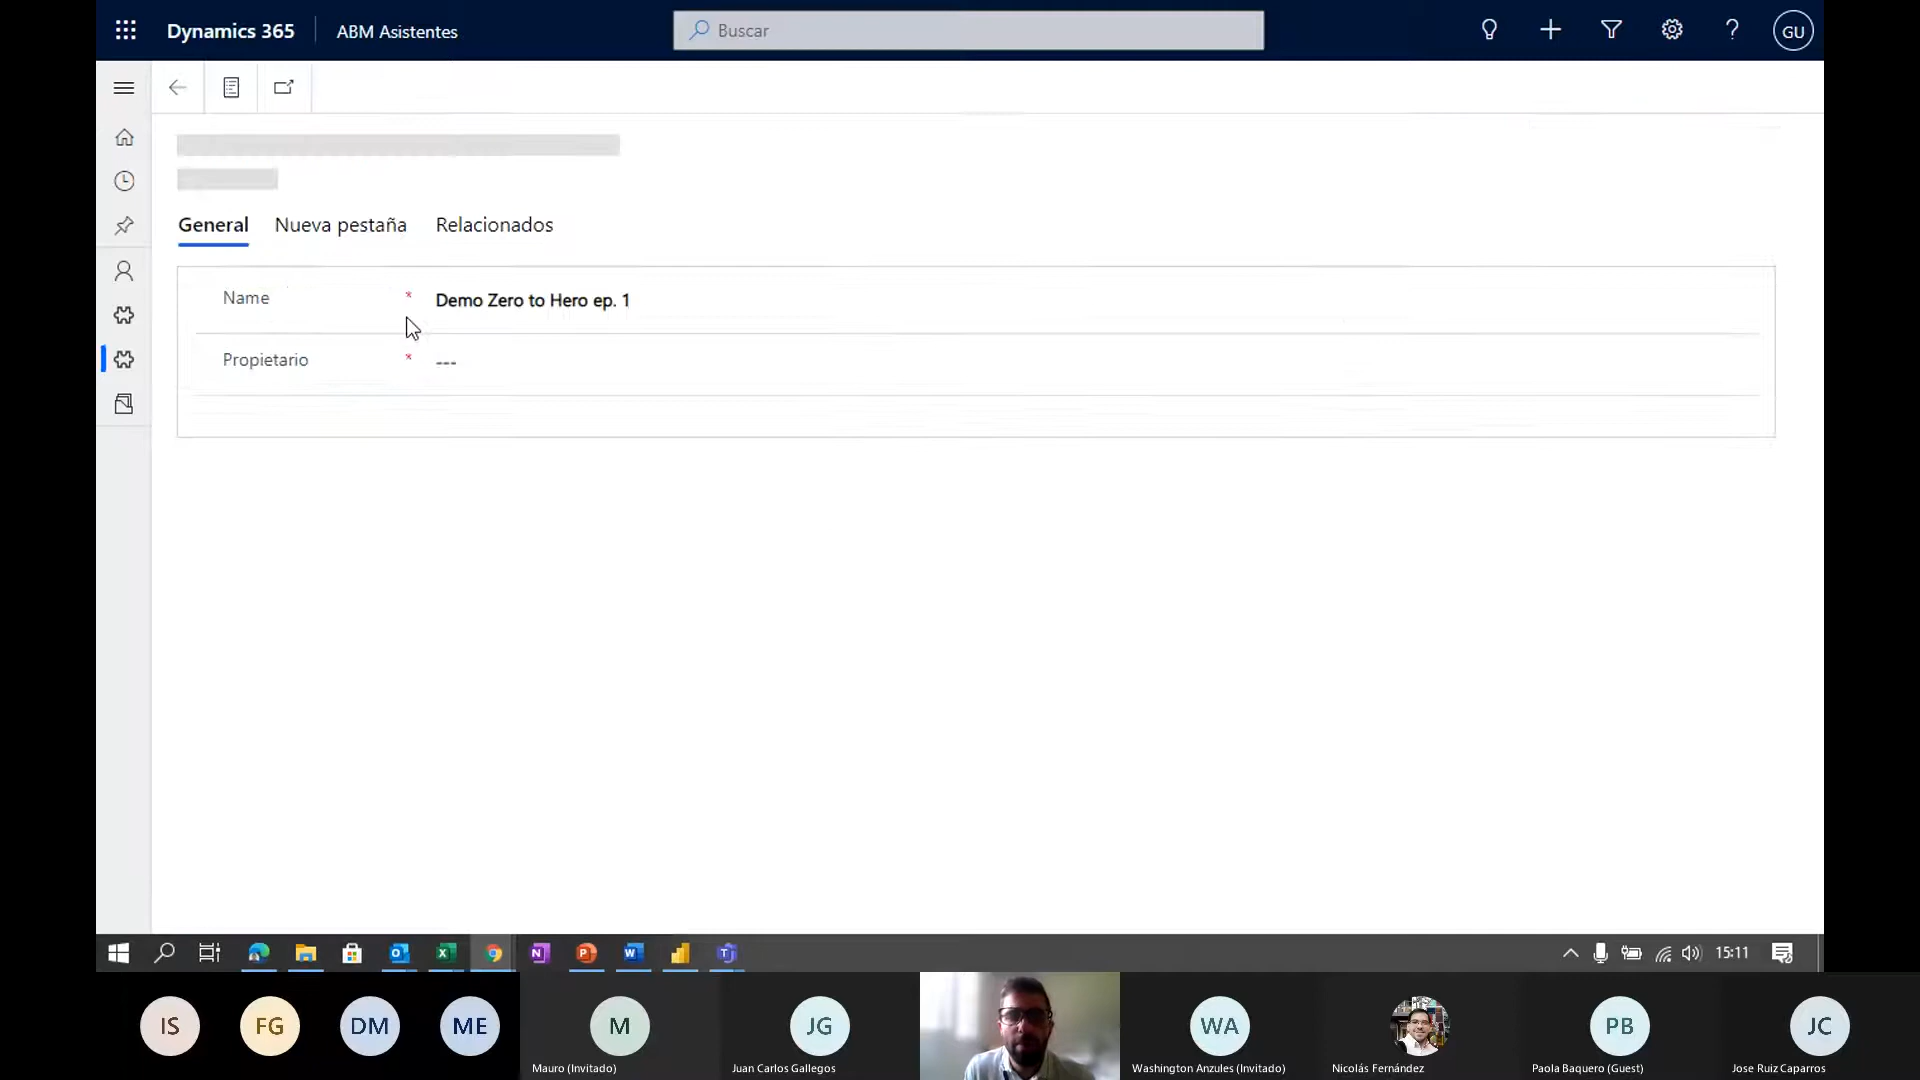 Dynamics 365
ABM Asistentes
Buscar
GU
General
Nueva pestaña
Relacionados
Name
*
Demo Zero to Hero ep. 1
Propietario
*
---
15:11
IS
FG
DM
ME
M
JG
WA
PB
JC
Mauro (Invitado)
Juan Carlos Gallegos
Washington Anzules (Invitado)
Nicolás Fernández
Paola Baquero (Guest)
Jose Ruiz Caparros